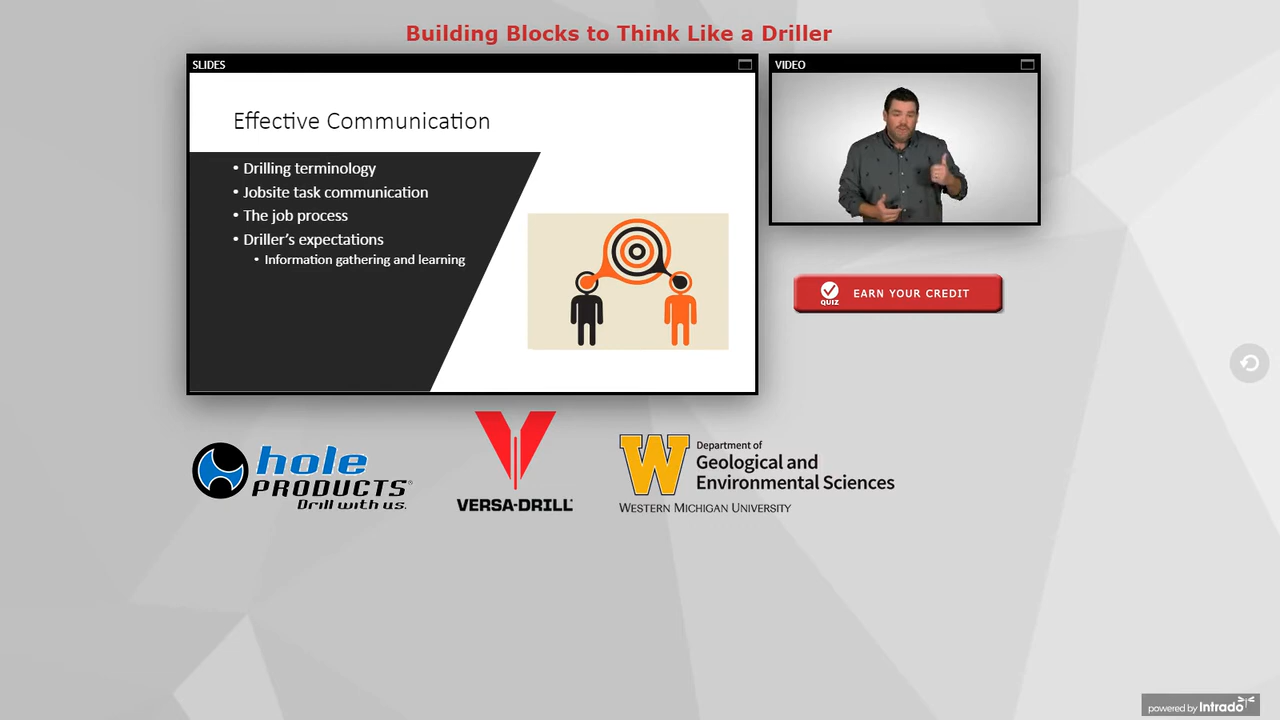 Building Blocks to Think Like a Driller
SLIDES
VIDEO
Effective Communication
• Drilling terminology
• Jobsite task communication
• The job process
• Driller's expectations
• Information gathering and learning
QUIZ
EARN YOUR CREDIT
hole
PRODUCTS®
Drill with us.
VERSA-DRILL
W
Department of
Geological and
Environmental Sciences
WESTERN MICHIGAN UNIVERSITY
powered by intrado